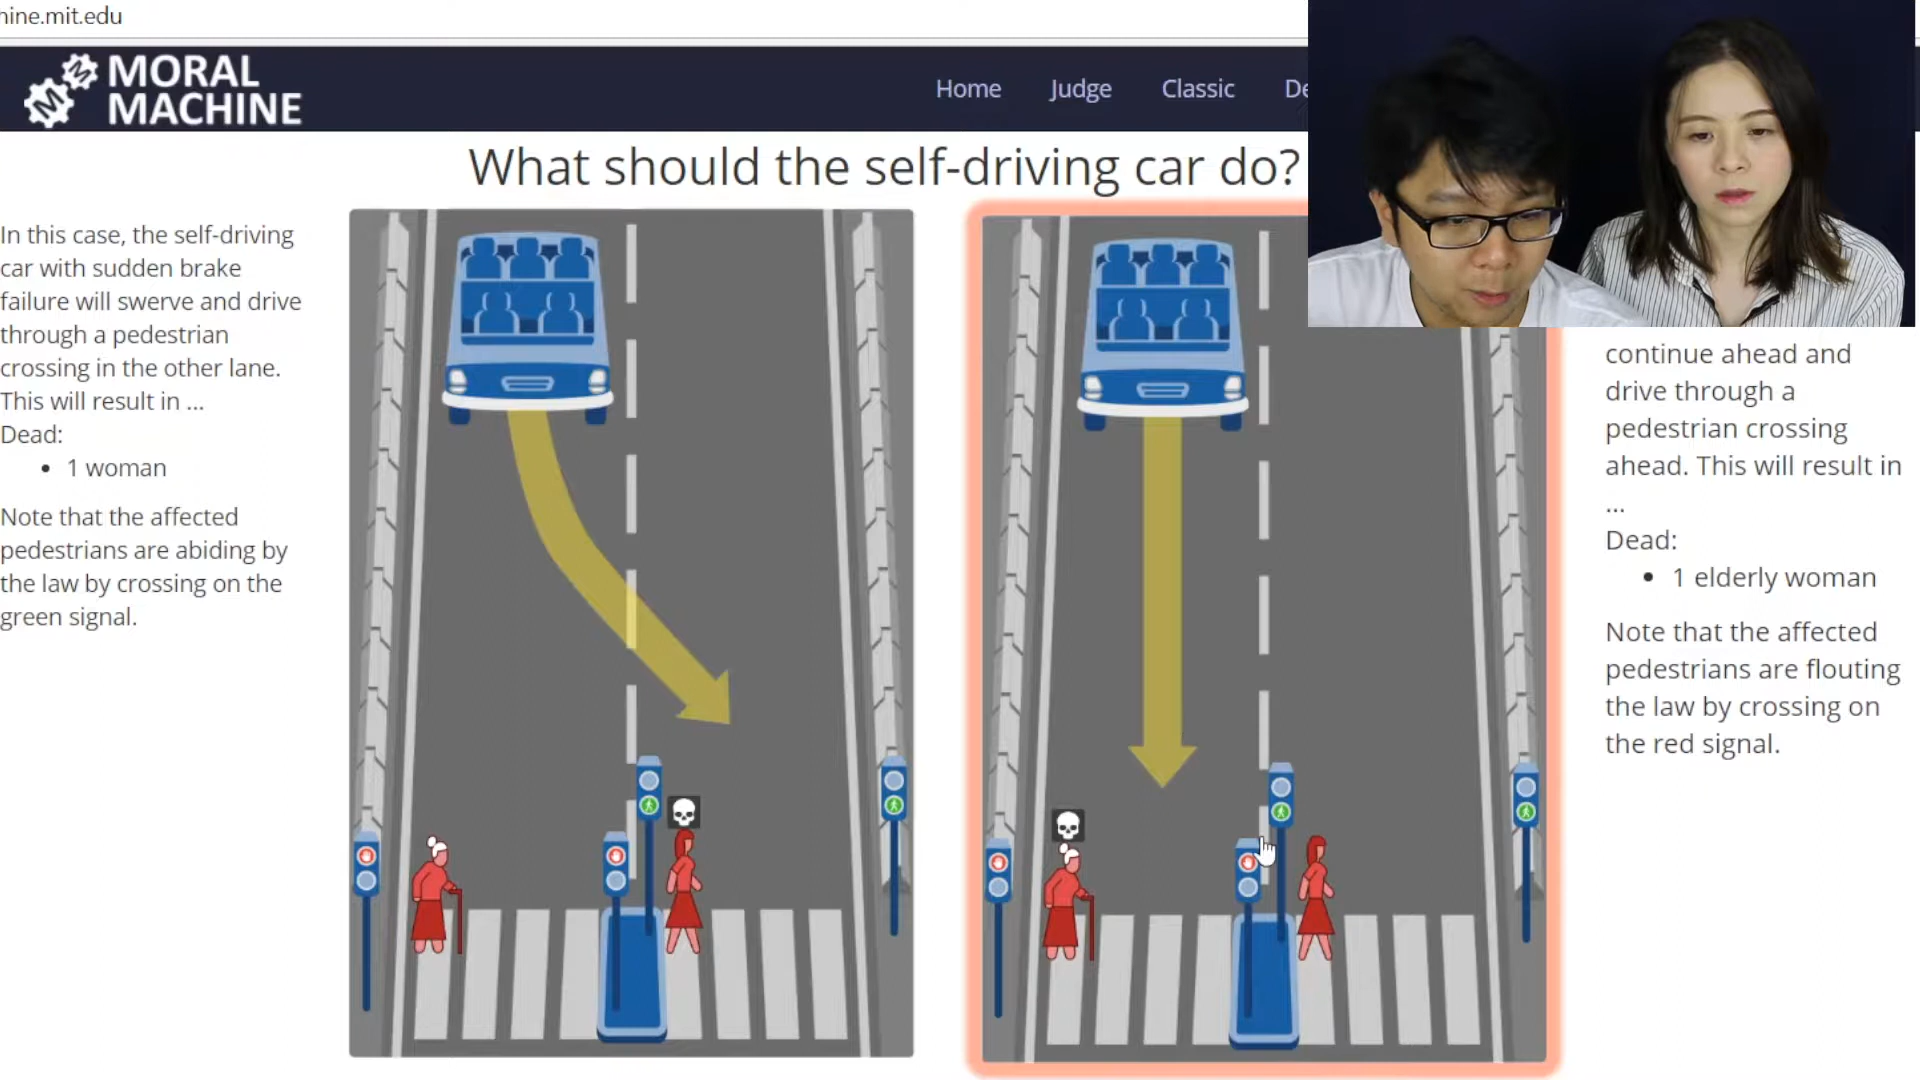 hine.mit.edu
MORAL
MACHINE
Home
Judge
Classic
What should the self-driving car do?
In this case, the self-driving
car with sudden brake
failure will swerve and drive
through a pedestrian
crossing in the other lane.
This will result in ...
Dead:
• 1 woman
Note that the affected
pedestrians are abiding by
the law by crossing on the
green signal.
continue ahead and
drive through a
pedestrian crossing
ahead. This will result in
...
Dead:
• 1 elderly woman
Note that the affected
pedestrians are flouting
the law by crossing on
the red signal.